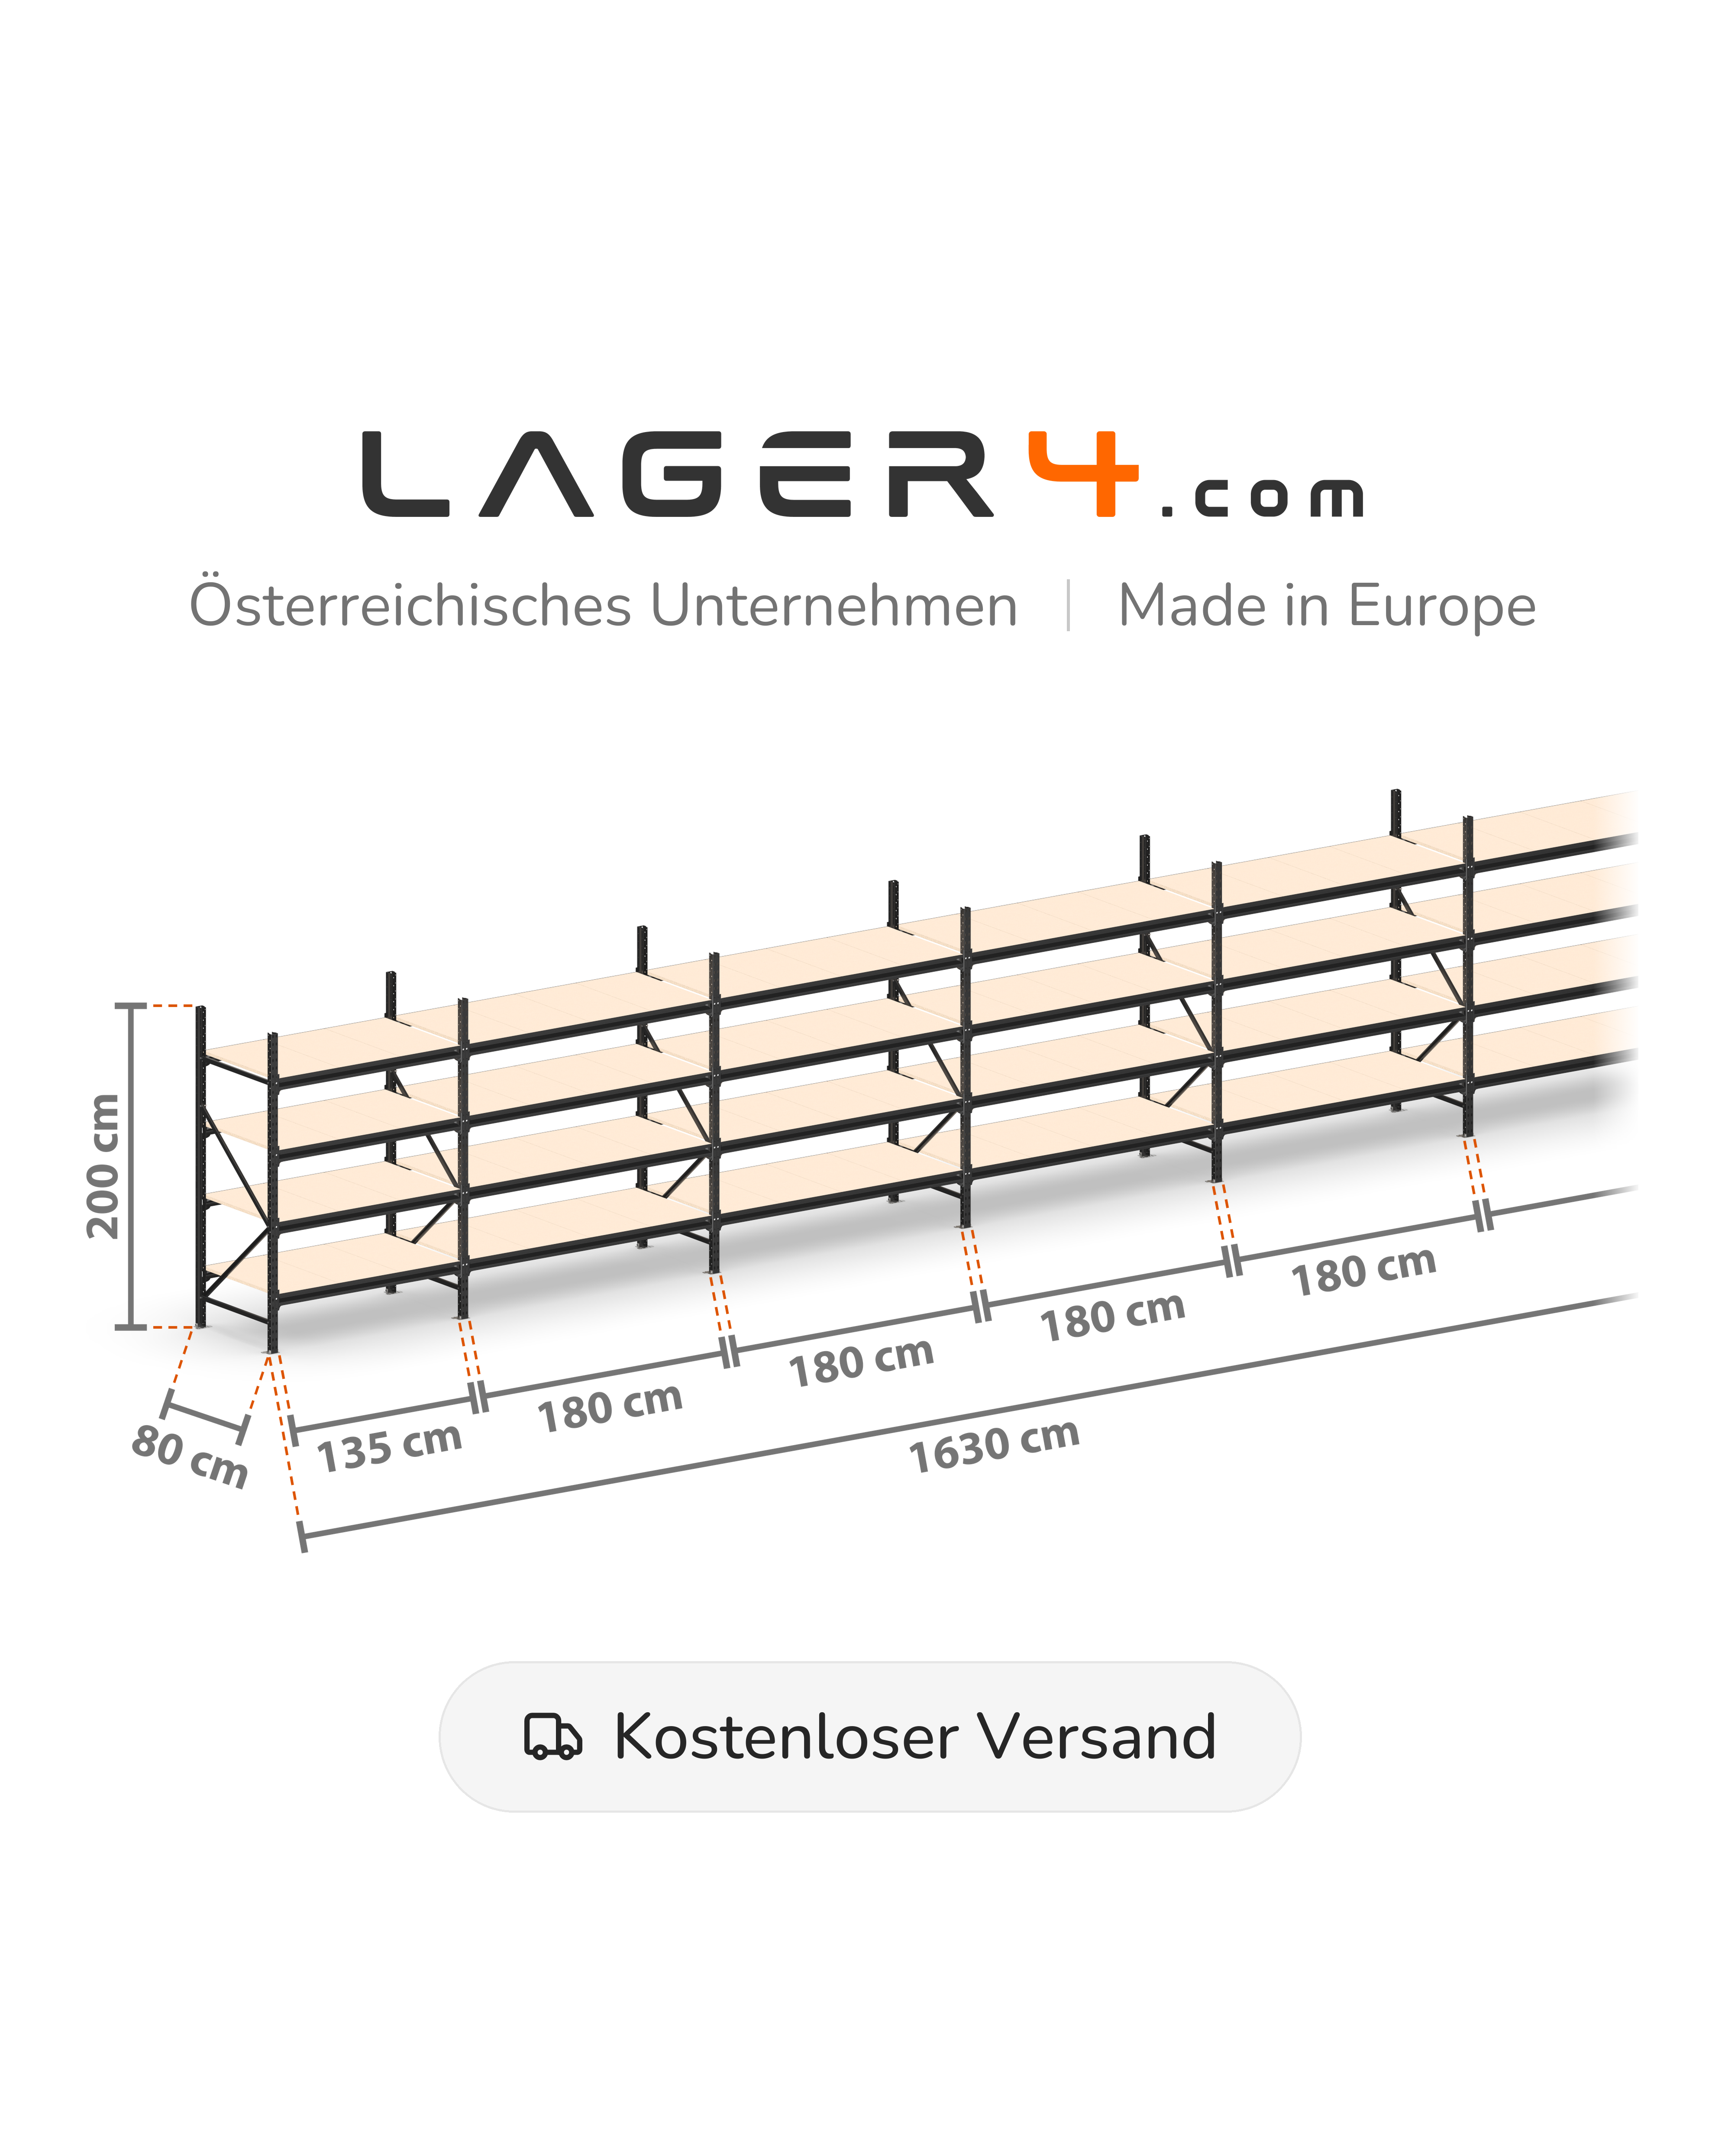 LAGER4.com
Österreichisches Unternehmen | Made in Europe
200 cm
80 cm
135 cm
180 cm
180 cm
180 cm
180 cm
1630 cm
Kostenloser Versand